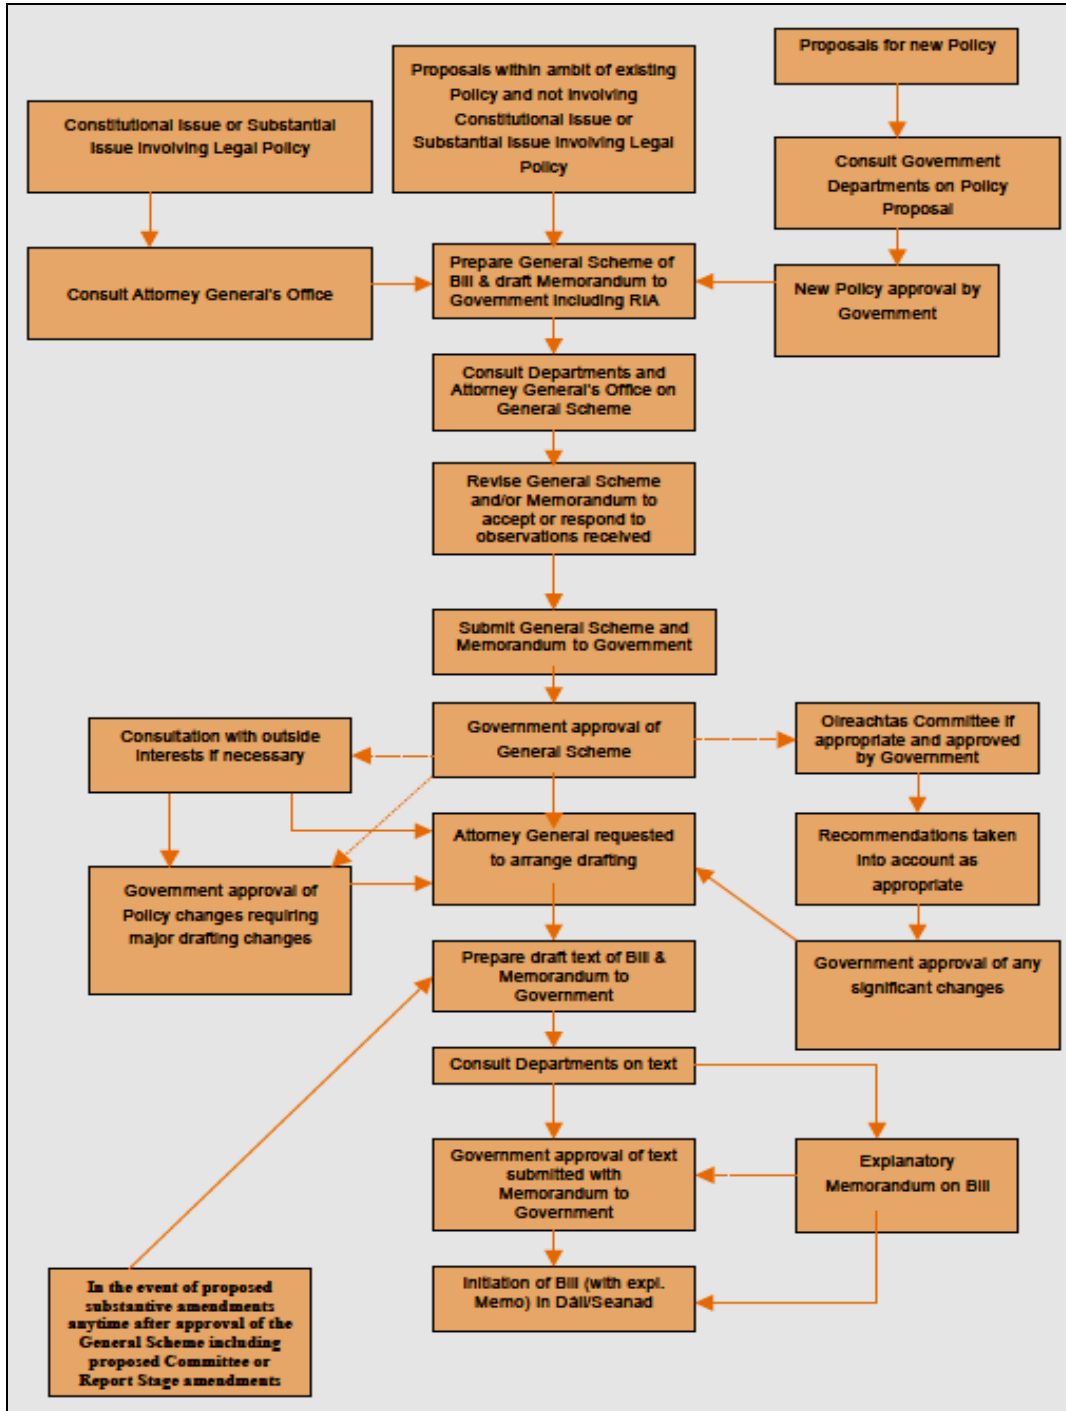 Proposals for new Policy
Proposals within ambit of existing
Policy and not involving
Constitutional Issue or
Substantial Issue Involving Legal
Policy
Constitutional Issue or Substantial
Issue Involving Legal Policy
Consult Government
Departments on Policy
Proposal
Consult Attorney General's Office
Prepare General Scheme of
Bill & draft Memorandum to
Government including RIA
New Policy approval by
Government
Consult Departments and
Attorney General's Office on
General Scheme
Revise General Scheme
and/or Memorandum to
accept or respond to
observations received
Submit General Scheme and
Memorandum to Government
Consultation with outside
Interests if necessary
Government approval of
General Scheme
Oireachtas Committee if
appropriate and approved
by Government
Attorney General requested
to arrange drafting
Recommendations taken
into account as
appropriate
Government approval of
Policy changes requiring
major drafting changes
Prepare draft text of Bill &
Memorandum to
Government
Government approval of any
significant changes
Consult Departments on text
Government approval of text
submitted with
Memorandum to
Government
Explanatory
Memorandum on Bill
Initiation of Bill (with expl.
Memo) in Dáil/Seanad
In the event of proposed
substantive amendments
anytime after approval of the
General Scheme including
proposed Committee or
Report Stage amendments